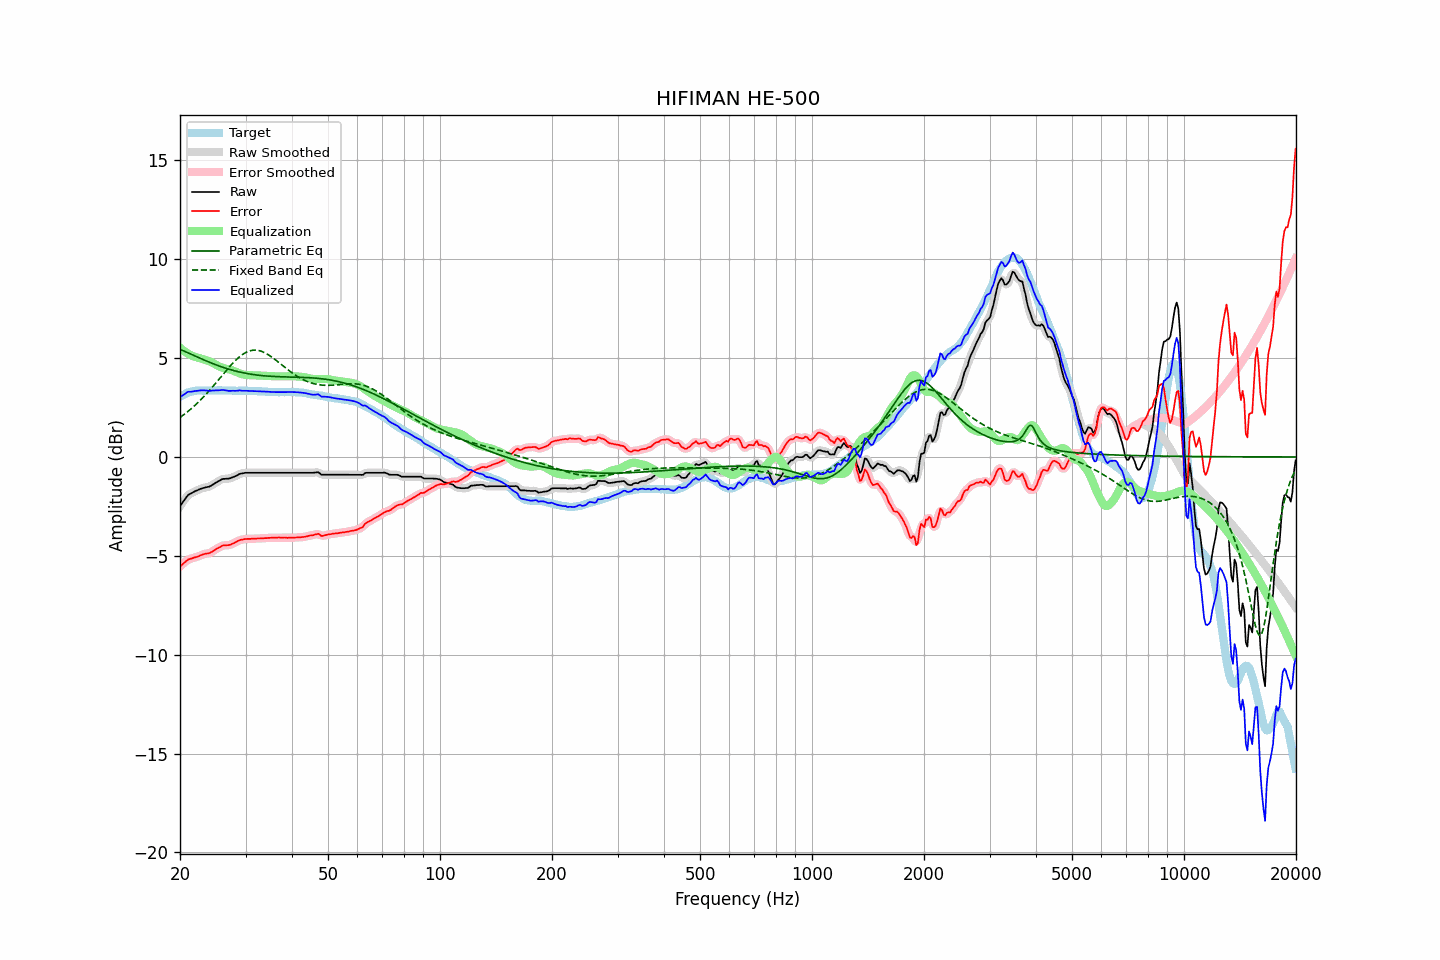 HIFIMAN HE-500
Target
Raw Smoothed
Error Smoothed
Raw
Error
Equalization
Parametric Eq
Fixed Band Eq
Equalized
15
10
5
0
−5
−10
−15
−20
Amplitude (dBr)
20
50
100
200
500
1000
2000
5000
10000
20000
Frequency (Hz)